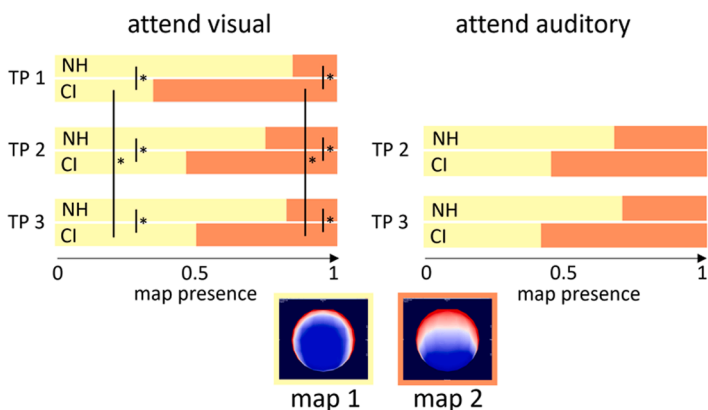 attend visual
attend auditory
TP 1
NH
*
*
CI
TP 2
NH
*
*
CI
*
*
TP 3
NH
*
*
CI
0
0.5
1
map presence
TP 2
NH
CI
TP 3
NH
CI
0
0.5
1
map presence
map 1
map 2